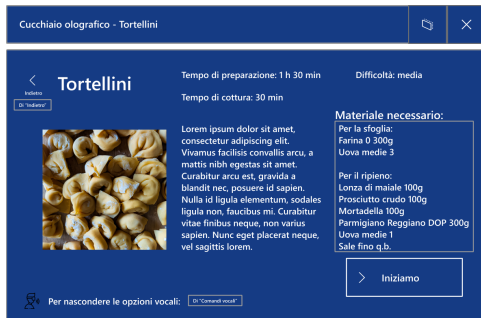 Cucchiaio olografico - Tortellini
Indietro
Di "Indietro"
Tortellini
Tempo di preparazione: 1 h 30 min
Difficoltà: media
Tempo di cottura: 30 min
Lorem ipsum dolor sit amet,
consectetur adipiscing elit.
Vivamus facilisis convallis arcu, a
mattis nibh egestas sit amet.
Curabitur arcu est, gravida a
blandit nec, posuere id sapien.
Nulla id ligula elementum, sodales
ligula non, faucibus mi. Curabitur
vitae finibus neque, non varius
sapien. Nunc eget placerat neque,
vel sagittis lorem.
Materiale necessario:
Per la sfoglia:
Farina 0 300g
Uova medie 3
Per il ripieno:
Lonza di maiale 100g
Prosciutto crudo 100g
Mortadella 100g
Parmigiano Reggiano DOP 300g
Uova medie 1
Sale fino q.b.
Iniziamo
Per nascondere le opzioni vocali:
Di "Comandi vocali"